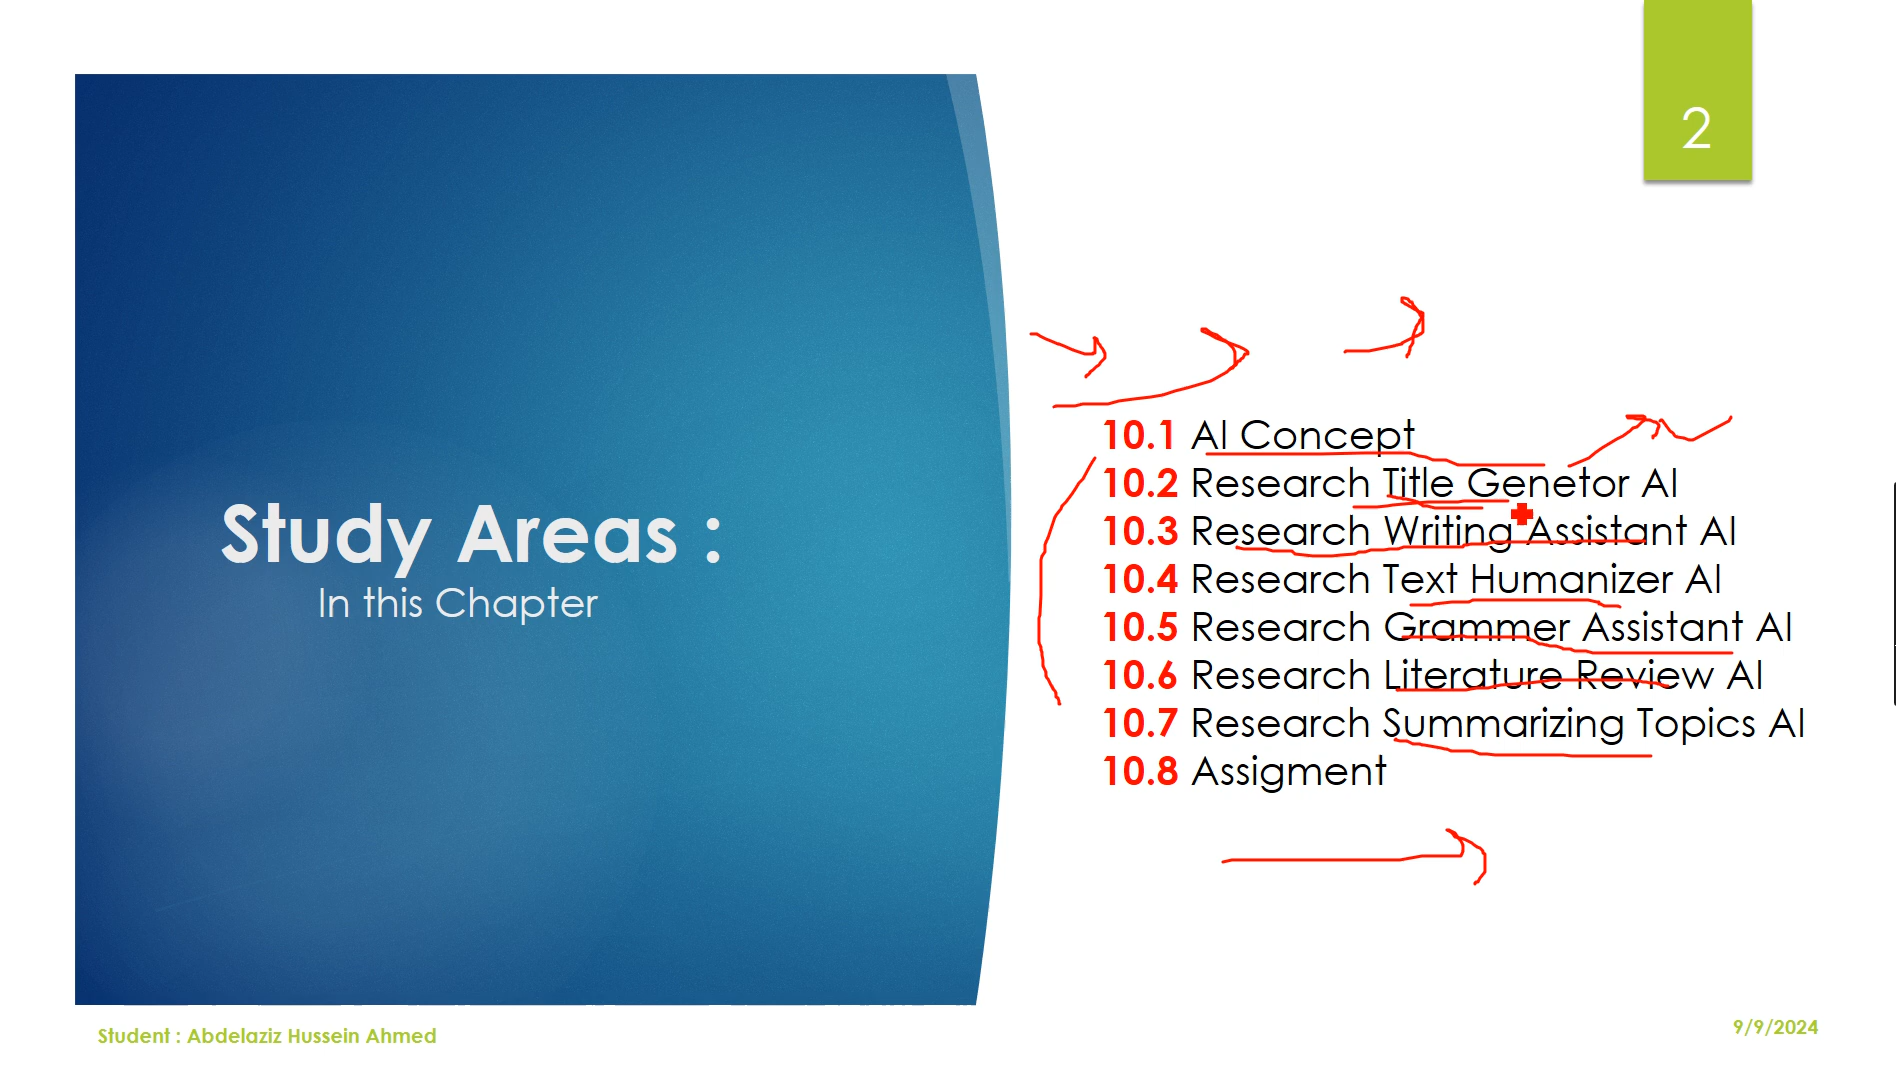 2
Study Areas :
In this Chapter
10.1 AI Concept
10.2 Research Title Genetor AI
10.3 Research Writing Assistant AI
10.4 Research Text Humanizer AI
10.5 Research Grammer Assistant AI
10.6 Research Literature Review AI
10.7 Research Summarizing Topics AI
10.8 Assigment
Student : Abdelaziz Hussein Ahmed
9/9/2024